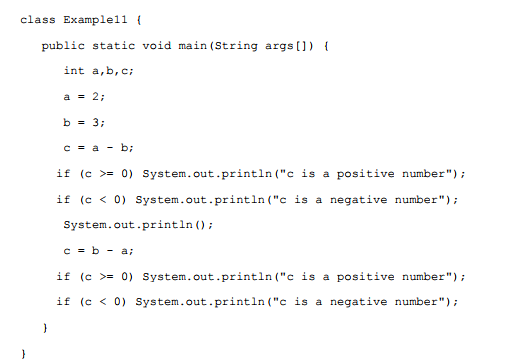 class Example11 {
public static void main(String args[]) {
int a,b,c;
a = 2;
b = 3;
c = a - b;
if (c >= 0) System.out.println("c is a positive number");
if (c < 0) System.out.println("c is a negative number");
System.out.println();
c = b - a;
if (c >= 0) System.out.println("c is a positive number");
if (c < 0) System.out.println("c is a negative number");
}
}